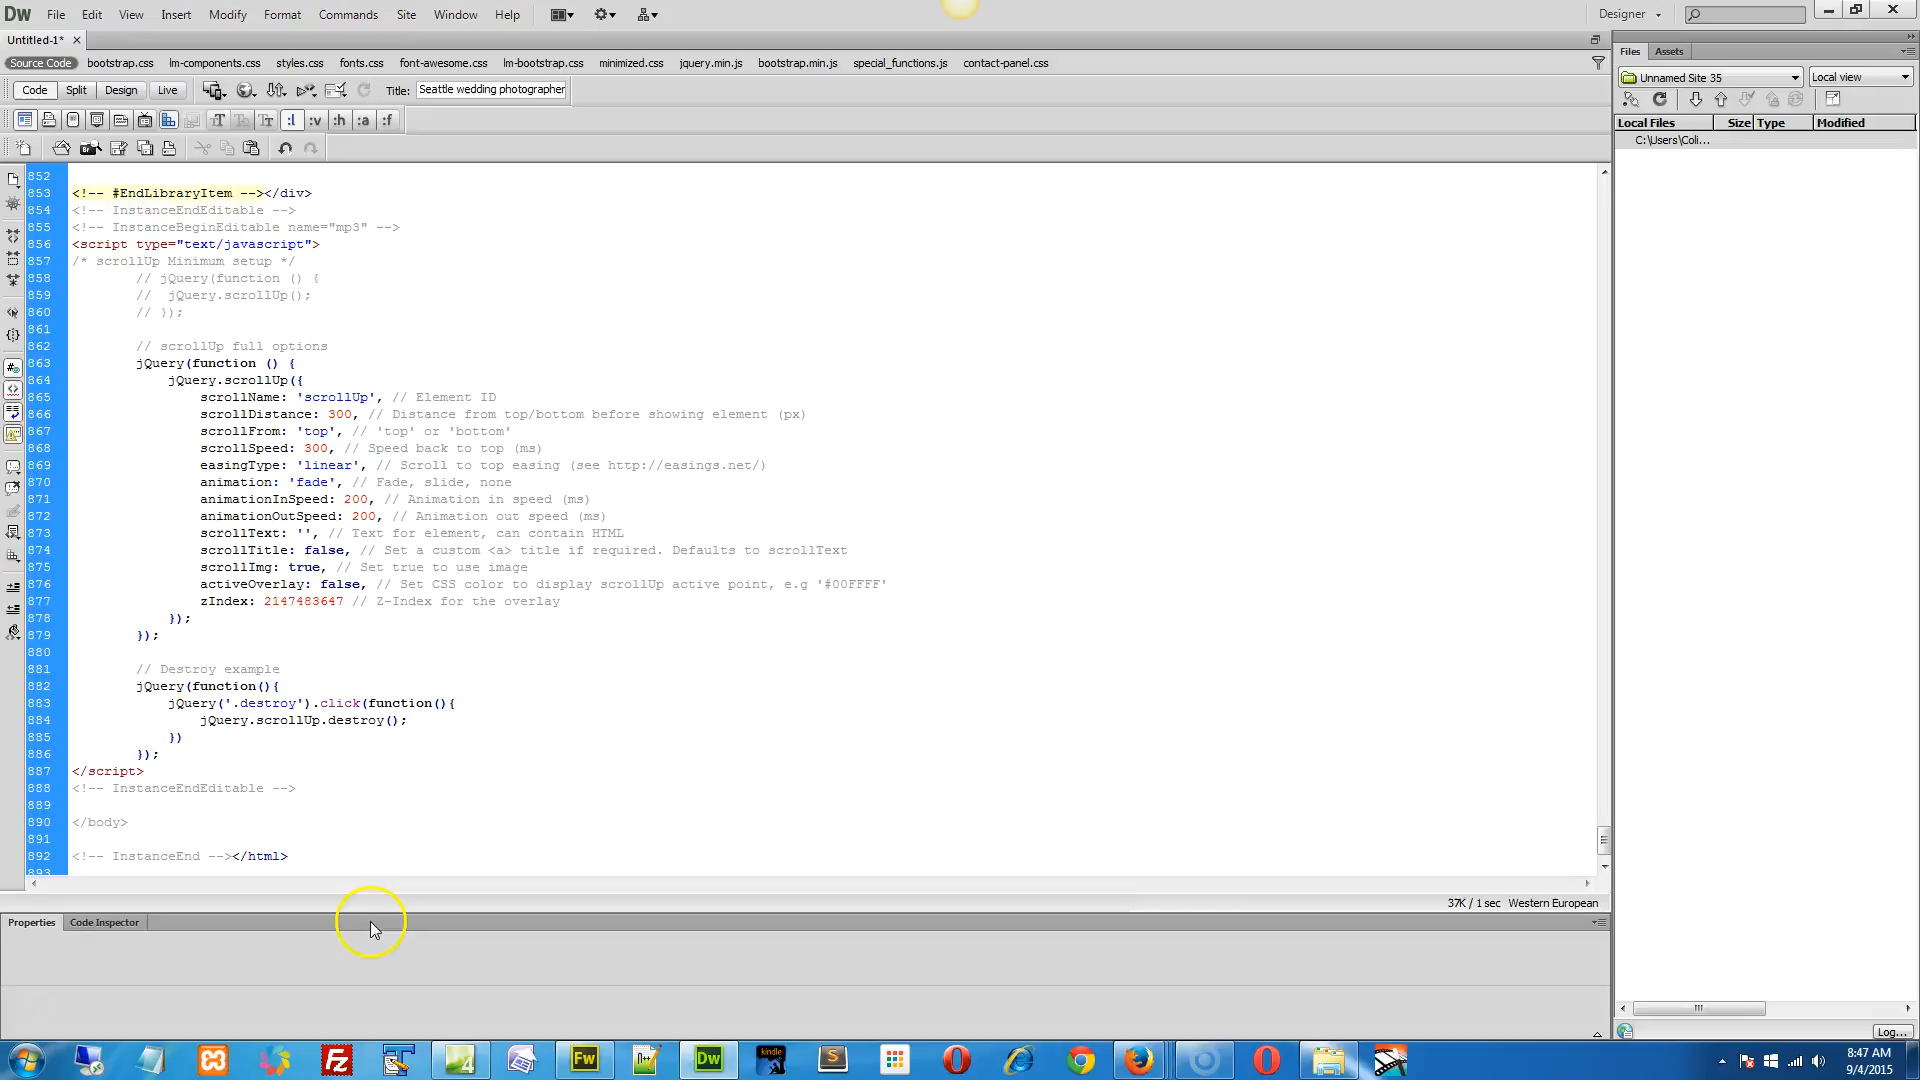 Dw File Edit View Insert Modify Format Commands Site Window Help Designer
Untitled-1* ×
Source Code bootstrap.css lm-components.css styles.css fonts.css font-awesome.css lm-bootstrap.css minimized.css jquery.min.js bootstrap.min.js special_functions.js contact-panel.css
Code Split Design Live Title: Seattle wedding photographer
:l :v :h :a :f
852
853 <!-- #EndLibraryItem --></div>
854 <!-- InstanceEndEditable -->
855 <!-- InstanceBeginEditable name="mp3" -->
856 <script type="text/javascript">
857 /* scrollUp Minimum setup */
858 // jQuery(function () {
859 //  jQuery.scrollUp();
860 // });
861
862 // scrollUp full options
863 jQuery(function () {
864 jQuery.scrollUp({
865 scrollName: 'scrollUp', // Element ID
866 scrollDistance: 300, // Distance from top/bottom before showing element (px)
867 scrollFrom: 'top', // 'top' or 'bottom'
868 scrollSpeed: 300, // Speed back to top (ms)
869 easingType: 'linear', // Scroll to top easing (see http://easings.net/)
870 animation: 'fade', // Fade, slide, none
871 animationInSpeed: 200, // Animation in speed (ms)
872 animationOutSpeed: 200, // Animation out speed (ms)
873 scrollText: '', // Text for element, can contain HTML
874 scrollTitle: false, // Set a custom <a> title if required. Defaults to scrollText
875 scrollImg: true, // Set true to use image
876 activeOverlay: false, // Set CSS color to display scrollUp active point, e.g '#00FFFF'
877 zIndex: 2147483647 // Z-Index for the overlay
878 });
879 });
880
881 // Destroy example
882 jQuery(function(){
883 jQuery('.destroy').click(function(){
884 jQuery.scrollUp.destroy();
885 })
886 });
887 </script>
888 <!-- InstanceEndEditable -->
889
890 </body>
891
892 <!-- InstanceEnd --></html>
893
37K / 1 sec Western European
Properties Code Inspector
Files Assets
Unnamed Site 35 Local view
Local Files Size Type Modified
C:\Users\Coli...
Log...
Fz 4 Fw Dw kindle S
8:47 AM
9/4/2015